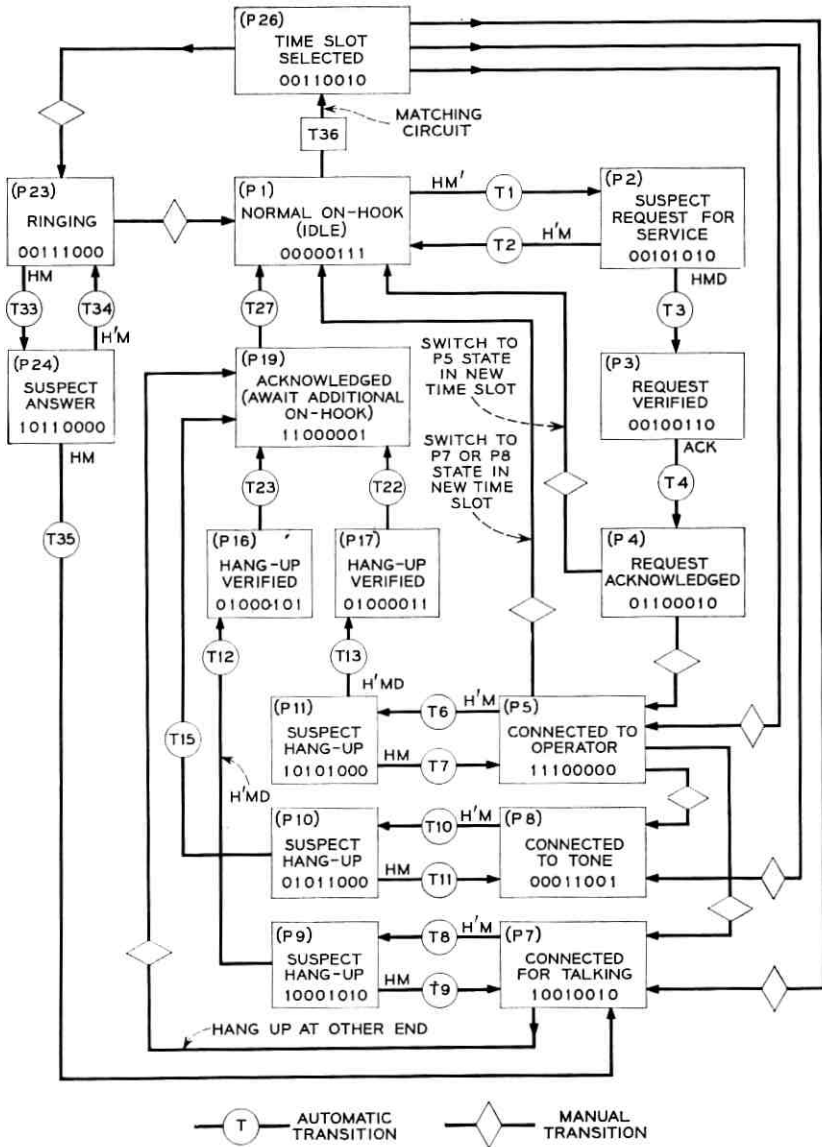 (P26)
TIME SLOT
SELECTED
00110010
MATCHING
CIRCUIT
T36
(P23)
RINGING
00111000
(P1)
NORMAL ON-HOOK
(IDLE)
00000111
HM'
T1
T2
H'M
(P2)
SUSPECT
REQUEST FOR
SERVICE
00101010
HM
T33
T34
H'M
T27
HMD
T3
(P24)
SUSPECT
ANSWER
10110000
HM
(P19)
ACKNOWLEDGED
(AWAIT ADDITIONAL
ON-HOOK)
11000001
SWITCH TO
P5 STATE
IN NEW
TIME SLOT
(P3)
REQUEST
VERIFIED
00100110
ACK
T23
T22
SWITCH TO
P7 OR P8
STATE IN
NEW TIME
SLOT
T4
T35
(P16)
HANG-UP
VERIFIED
01000101
(P17)
HANG-UP
VERIFIED
01000011
(P4)
REQUEST
ACKNOWLEDGED
01100010
T12
T13
H'MD
(P11)
SUSPECT
HANG-UP
10101000
T6
H'M
HM
T7
(P5)
CONNECTED TO
OPERATOR
11100000
T15
H'MD
(P10)
SUSPECT
HANG-UP
01011000
T10
H'M
HM
T11
(P8)
CONNECTED
TO TONE
00011001
(P9)
SUSPECT
HANG-UP
10001010
T8
H'M
HM
T9
(P7)
CONNECTED
FOR TALKING
10010010
HANG UP AT OTHER END
T
AUTOMATIC
TRANSITION
MANUAL
TRANSITION